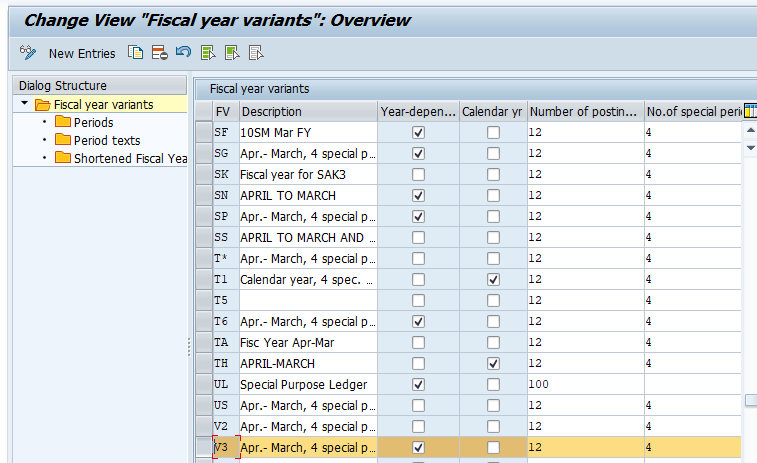 Change View "Fiscal year variants": Overview
New Entries
Dialog Structure
Fiscal year variants
Periods
Period texts
Shortened Fiscal Yea
Fiscal year variants
FV Description Year-depen... Calendar yr Number of postin... No.of special peri
SF 10SM Mar FY 12 4
SG Apr.- March, 4 special p... 12 4
SK Fiscal year for SAK3 12 4
SN APRIL TO MARCH 12 4
SP Apr.- March, 4 special p... 12 4
SS APRIL TO MARCH AND ... 12 4
T* Apr.- March, 4 special p... 12 4
T1 Calendar year, 4 spec. ... 12 4
T5 12 4
T6 Apr.- March, 4 special p... 12 4
TA Fisc Year Apr-Mar 12 4
TH APRIL-MARCH 12 4
UL Special Purpose Ledger 100
US Apr.- March, 4 special p... 12 4
V2 Apr.- March, 4 special p... 12 4
V3 Apr.- March, 4 special p... 12 4